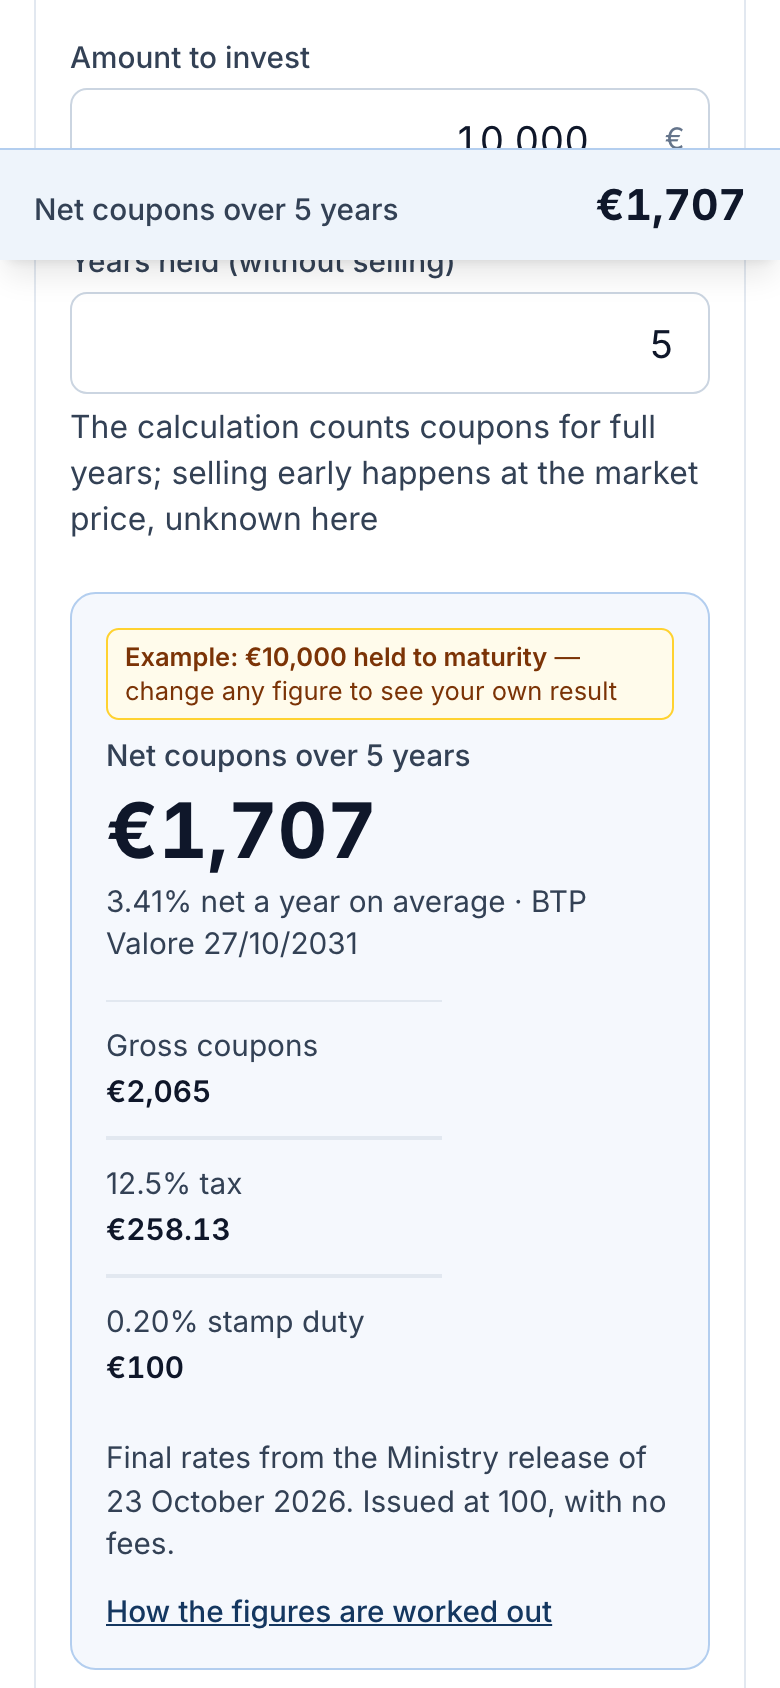 Amount to invest
10 000 €
Net coupons over 5 years €1,707
Years held (without selling)
5
The calculation counts coupons for full
years; selling early happens at the market
price, unknown here
Example: €10,000 held to maturity —
change any figure to see your own result
Net coupons over 5 years
€1,707
3.41% net a year on average · BTP
Valore 27/10/2031
Gross coupons
€2,065
12.5% tax
€258.13
0.20% stamp duty
€100
Final rates from the Ministry release of
23 October 2026. Issued at 100, with no
fees.
How the figures are worked out